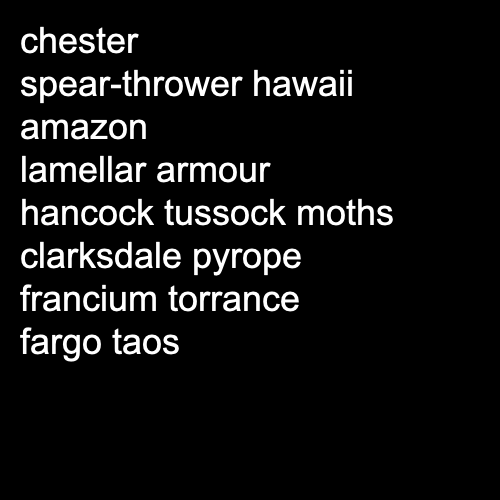 chester
spear-thrower hawaii
amazon
lamellar armour
hancock tussock moths
clarksdale pyrope
francium torrance
fargo taos